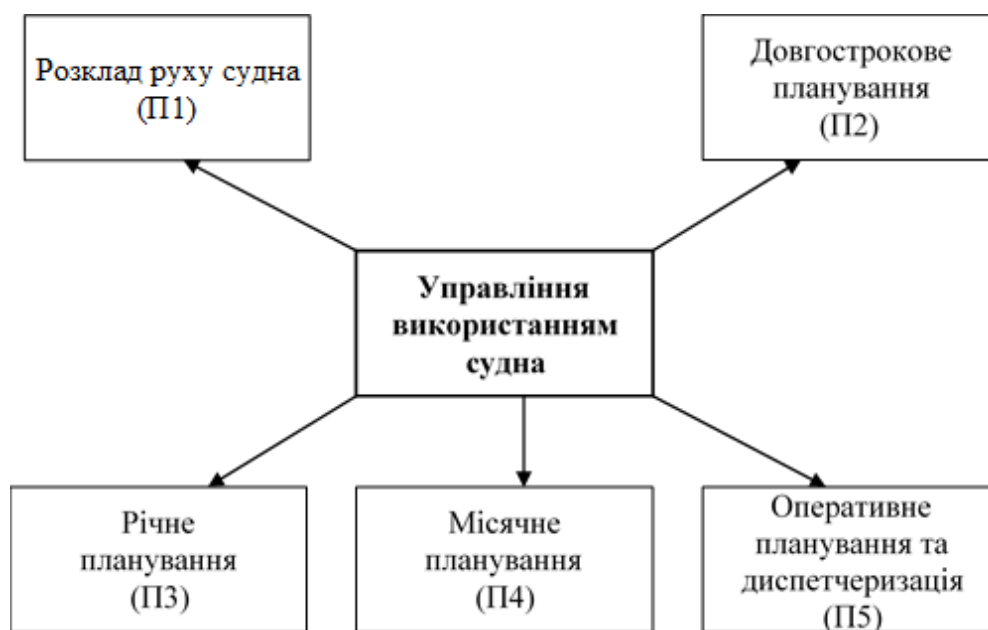 Розклад руху судна
(П1)
Довгострокове
планування
(П2)
Управління
використанням
судна
Річне
планування
(П3)
Місячне
планування
(П4)
Оперативне
планування та
диспетчеризація
(П5)